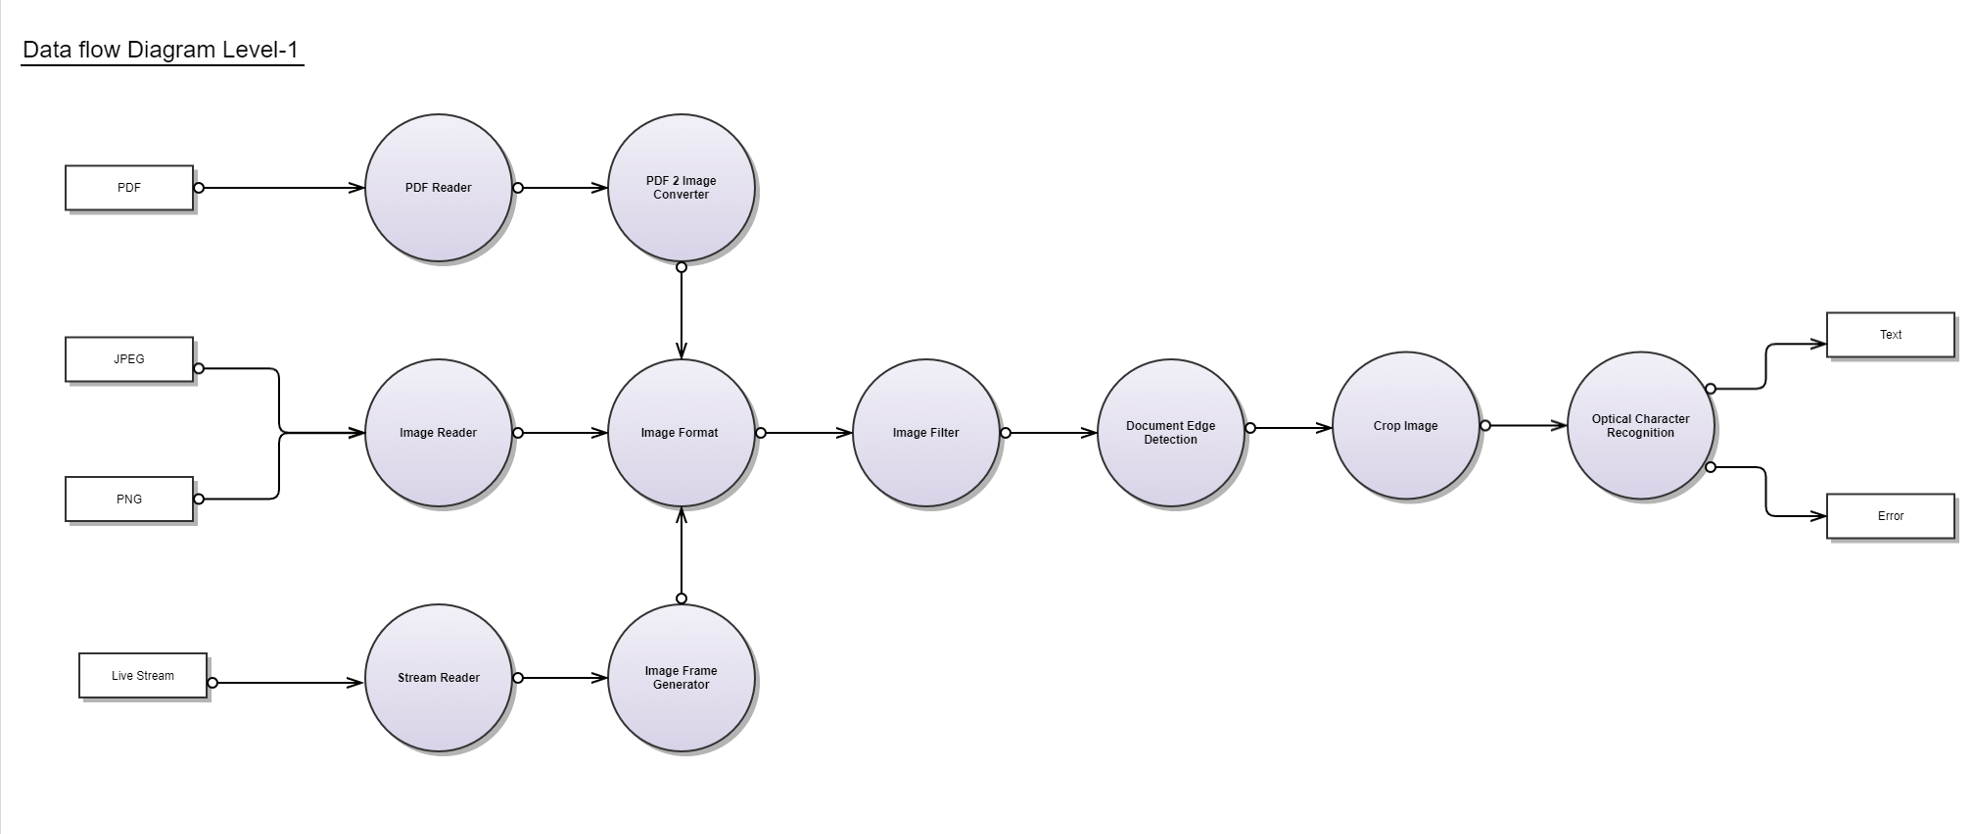 Data flow Diagram Level-1
PDF
PDF Reader
PDF 2 Image
Converter
JPEG
PNG
Image Reader
Image Format
Image Filter
Document Edge
Detection
Crop Image
Optical Character
Recognition
Text
Error
Live Stream
Stream Reader
Image Frame
Generator